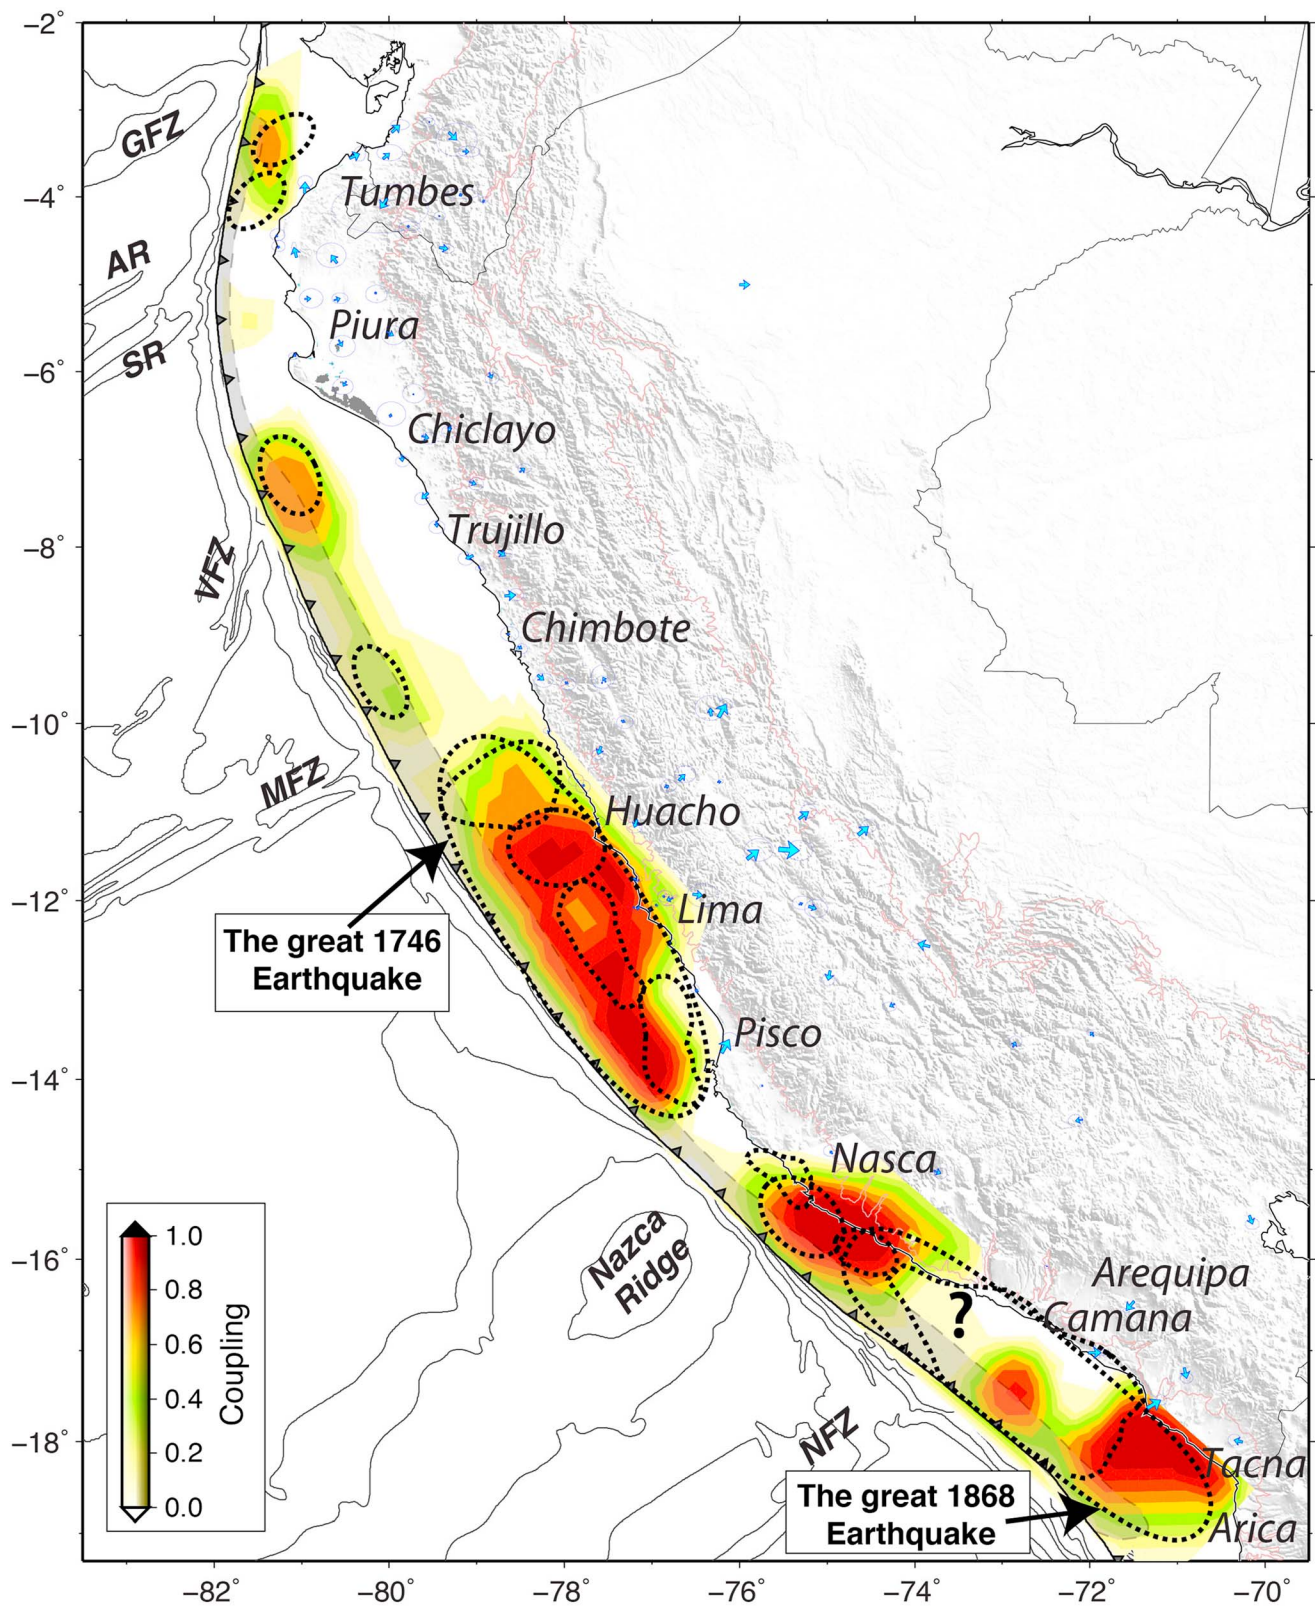 −2°
GFZ
Tumbes
−4°
AR
Piura
SR
−6°
Chiclayo
Trujillo
−8°
VFZ
Chimbote
−10°
MFZ
Huacho
−12°
Lima
The great 1746
Earthquake
Pisco
−14°
Nasca
−16°
Nazca
Ridge
Arequipa
?
Camana
1.0
0.8
0.6
0.4
0.2
0.0
Coupling
−18°
NFZ
Tacna
The great 1868
Earthquake
Arica
−82°
−80°
−78°
−76°
−74°
−72°
−70°